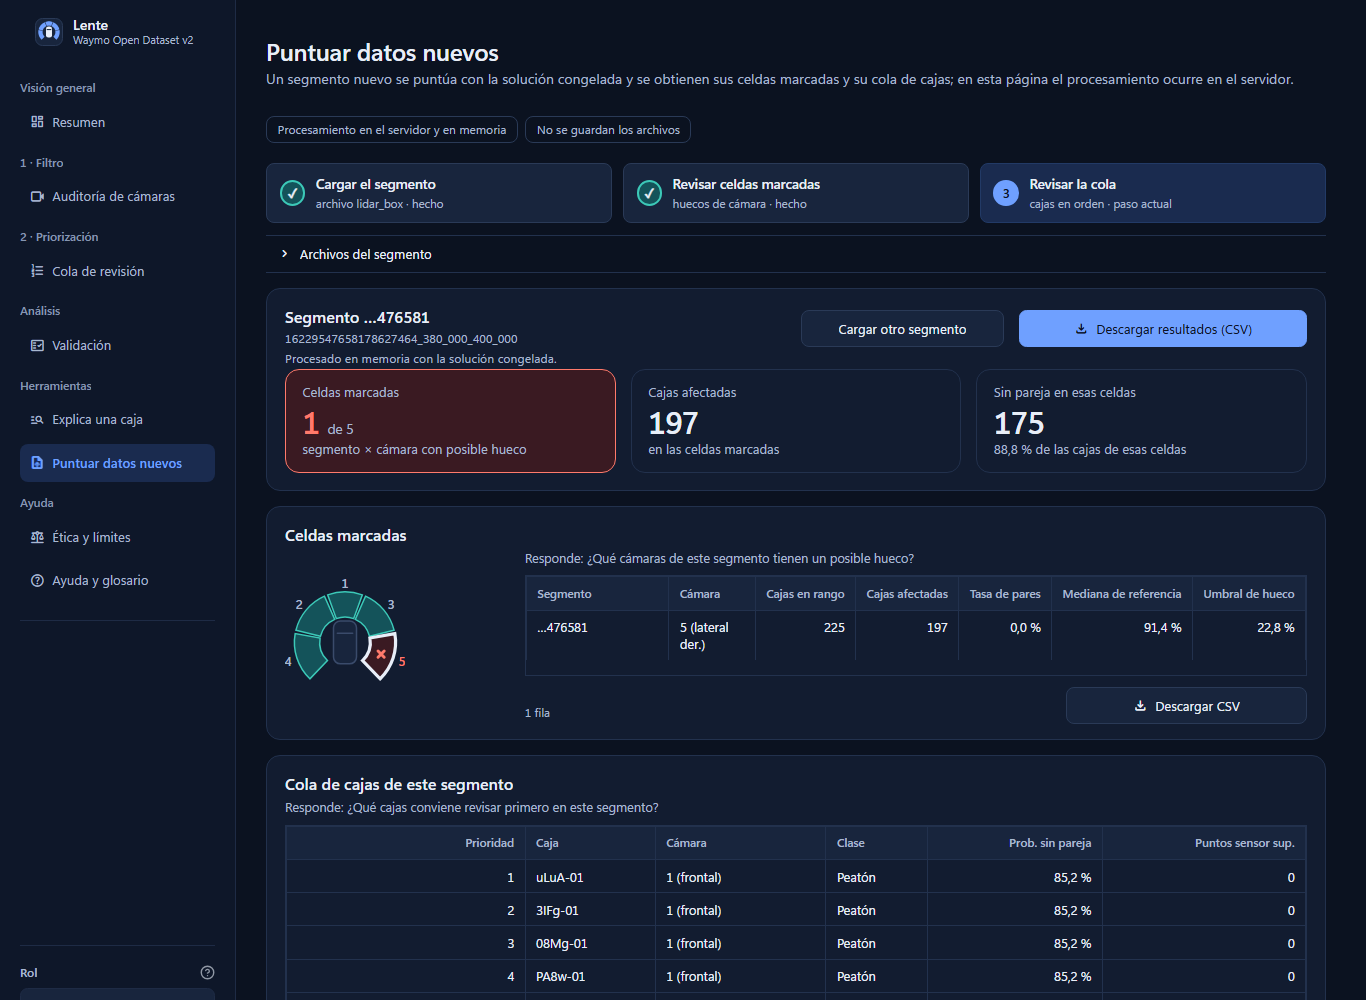 Lente
Waymo Open Dataset v2
Visión general
Resumen
1 · Filtro
Auditoría de cámaras
2 · Priorización
Cola de revisión
Análisis
Validación
Herramientas
Explica una caja
Puntuar datos nuevos
Ayuda
Ética y límites
Ayuda y glosario
Rol
Puntuar datos nuevos
Un segmento nuevo se puntúa con la solución congelada y se obtienen sus celdas marcadas y su cola de cajas; en esta página el procesamiento ocurre en el servidor.
Procesamiento en el servidor y en memoria
No se guardan los archivos
Cargar el segmento
archivo lidar_box · hecho
Revisar celdas marcadas
huecos de cámara · hecho
3
Revisar la cola
cajas en orden · paso actual
Archivos del segmento
Segmento ...476581
16229547658178627464_380_000_400_000
Procesado en memoria con la solución congelada.
Cargar otro segmento
Descargar resultados (CSV)
Celdas marcadas
1 de 5
segmento × cámara con posible hueco
Cajas afectadas
197
en las celdas marcadas
Sin pareja en esas celdas
175
88,8 % de las cajas de esas celdas
Celdas marcadas
1
2
3
4
5
Responde: ¿Qué cámaras de este segmento tienen un posible hueco?
Segmento Cámara Cajas en rango Cajas afectadas Tasa de pares Mediana de referencia Umbral de hueco
...476581 5 (lateral der.) 225 197 0,0 % 91,4 % 22,8 %
1 fila
Descargar CSV
Cola de cajas de este segmento
Responde: ¿Qué cajas conviene revisar primero en este segmento?
Prioridad Caja Cámara Clase Prob. sin pareja Puntos sensor sup.
1 uLuA-01 1 (frontal) Peatón 85,2 % 0
2 3IFg-01 1 (frontal) Peatón 85,2 % 0
3 08Mg-01 1 (frontal) Peatón 85,2 % 0
4 PA8w-01 1 (frontal) Peatón 85,2 % 0